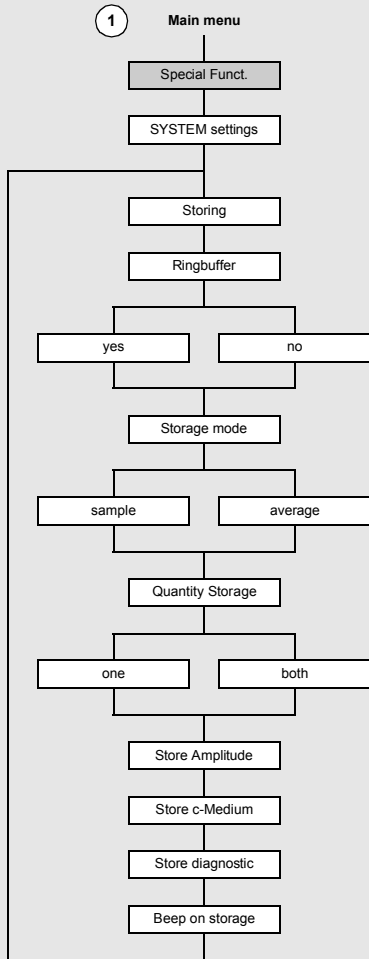 1 Main menu
Special Funct.
SYSTEM settings
Storing
Ringbuffer
yes no
Storage mode
sample average
Quantity Storage
one both
Store Amplitude
Store c-Medium
Store diagnostic
Beep on storage